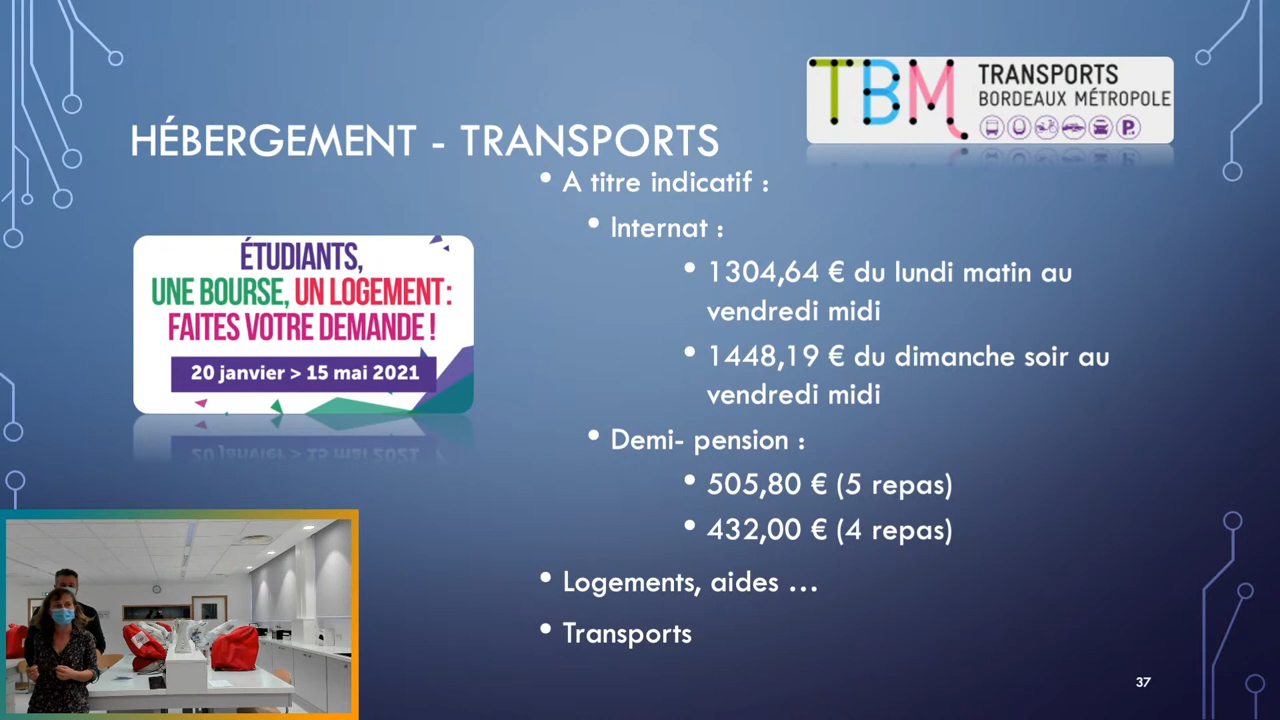 TBM
TRANSPORTS
BORDEAUX MÉTROPOLE
P.
HÉBERGEMENT - TRANSPORTS
• A titre indicatif :
• Internat :
• 1304,64 € du lundi matin au
vendredi midi
• 1448,19 € du dimanche soir au
vendredi midi
• Demi- pension :
• 505,80 € (5 repas)
• 432,00 € (4 repas)
• Logements, aides …
• Transports
ÉTUDIANTS,
UNE BOURSE, UN LOGEMENT :
FAITES VOTRE DEMANDE !
20 janvier > 15 mai 2021
37